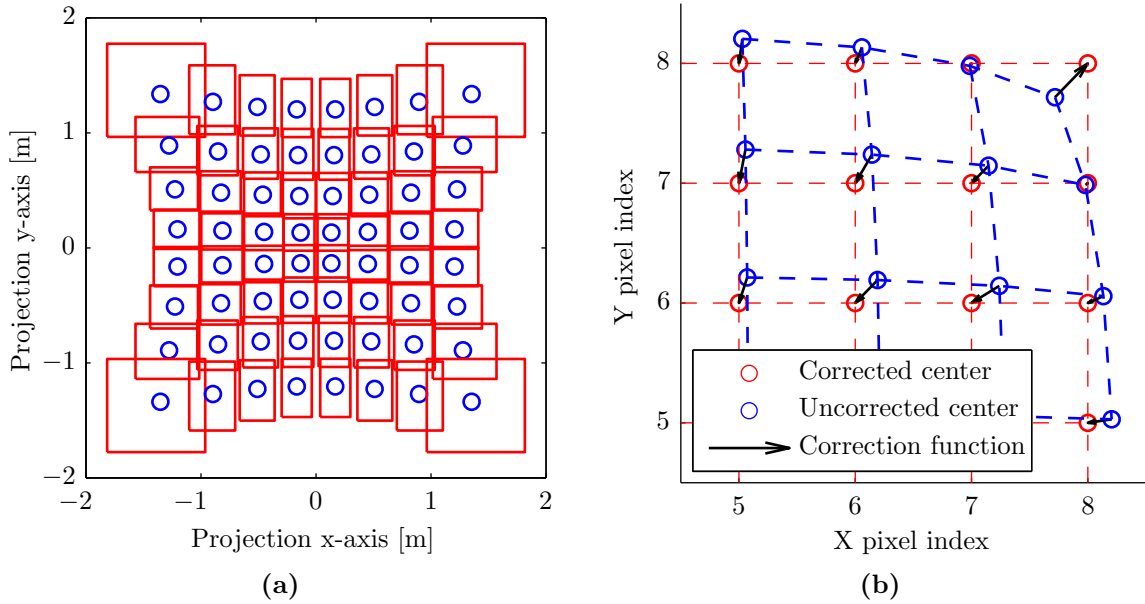 2
1
0
−1
−2
−2
−1
0
1
2
Projection y-axis [m]
Projection x-axis [m]
(a)
8
7
6
5
5
6
7
8
Y pixel index
X pixel index
Corrected center
Uncorrected center
Correction function
(b)